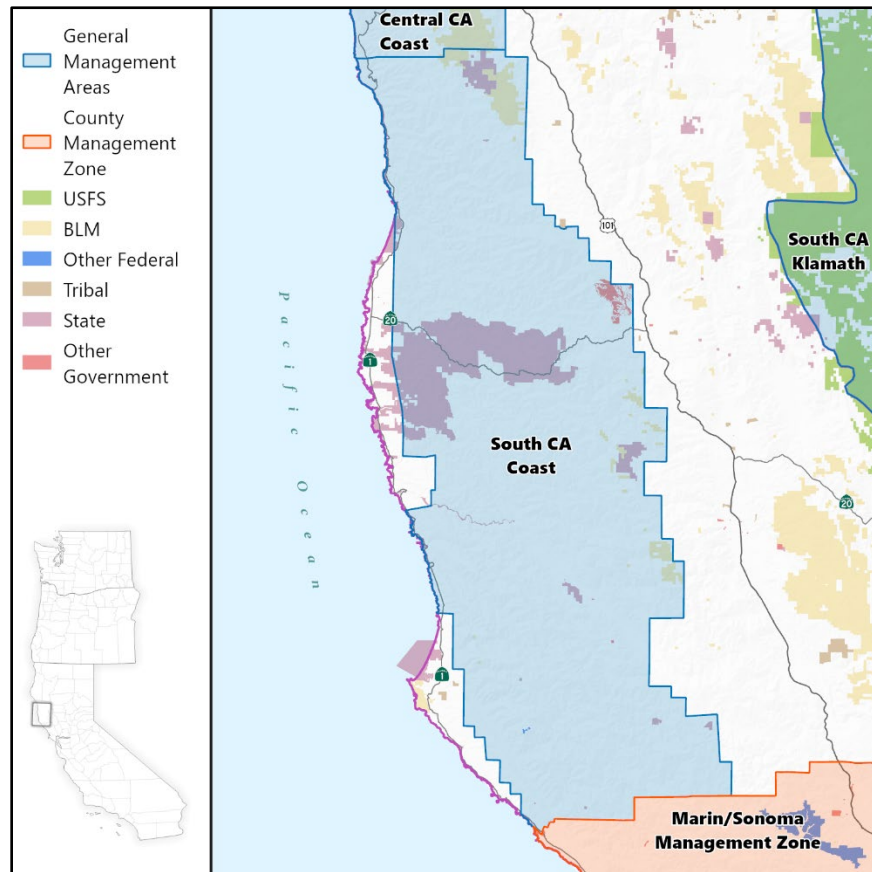 General
Management
Areas
County
Management
Zone
USFS
BLM
Other Federal
Tribal
State
Other
Government
Central CA
Coast
101
South CA
Klamath
20
1
Pacific Ocean
South CA
Coast
20
1
Marin/Sonoma
Management Zone